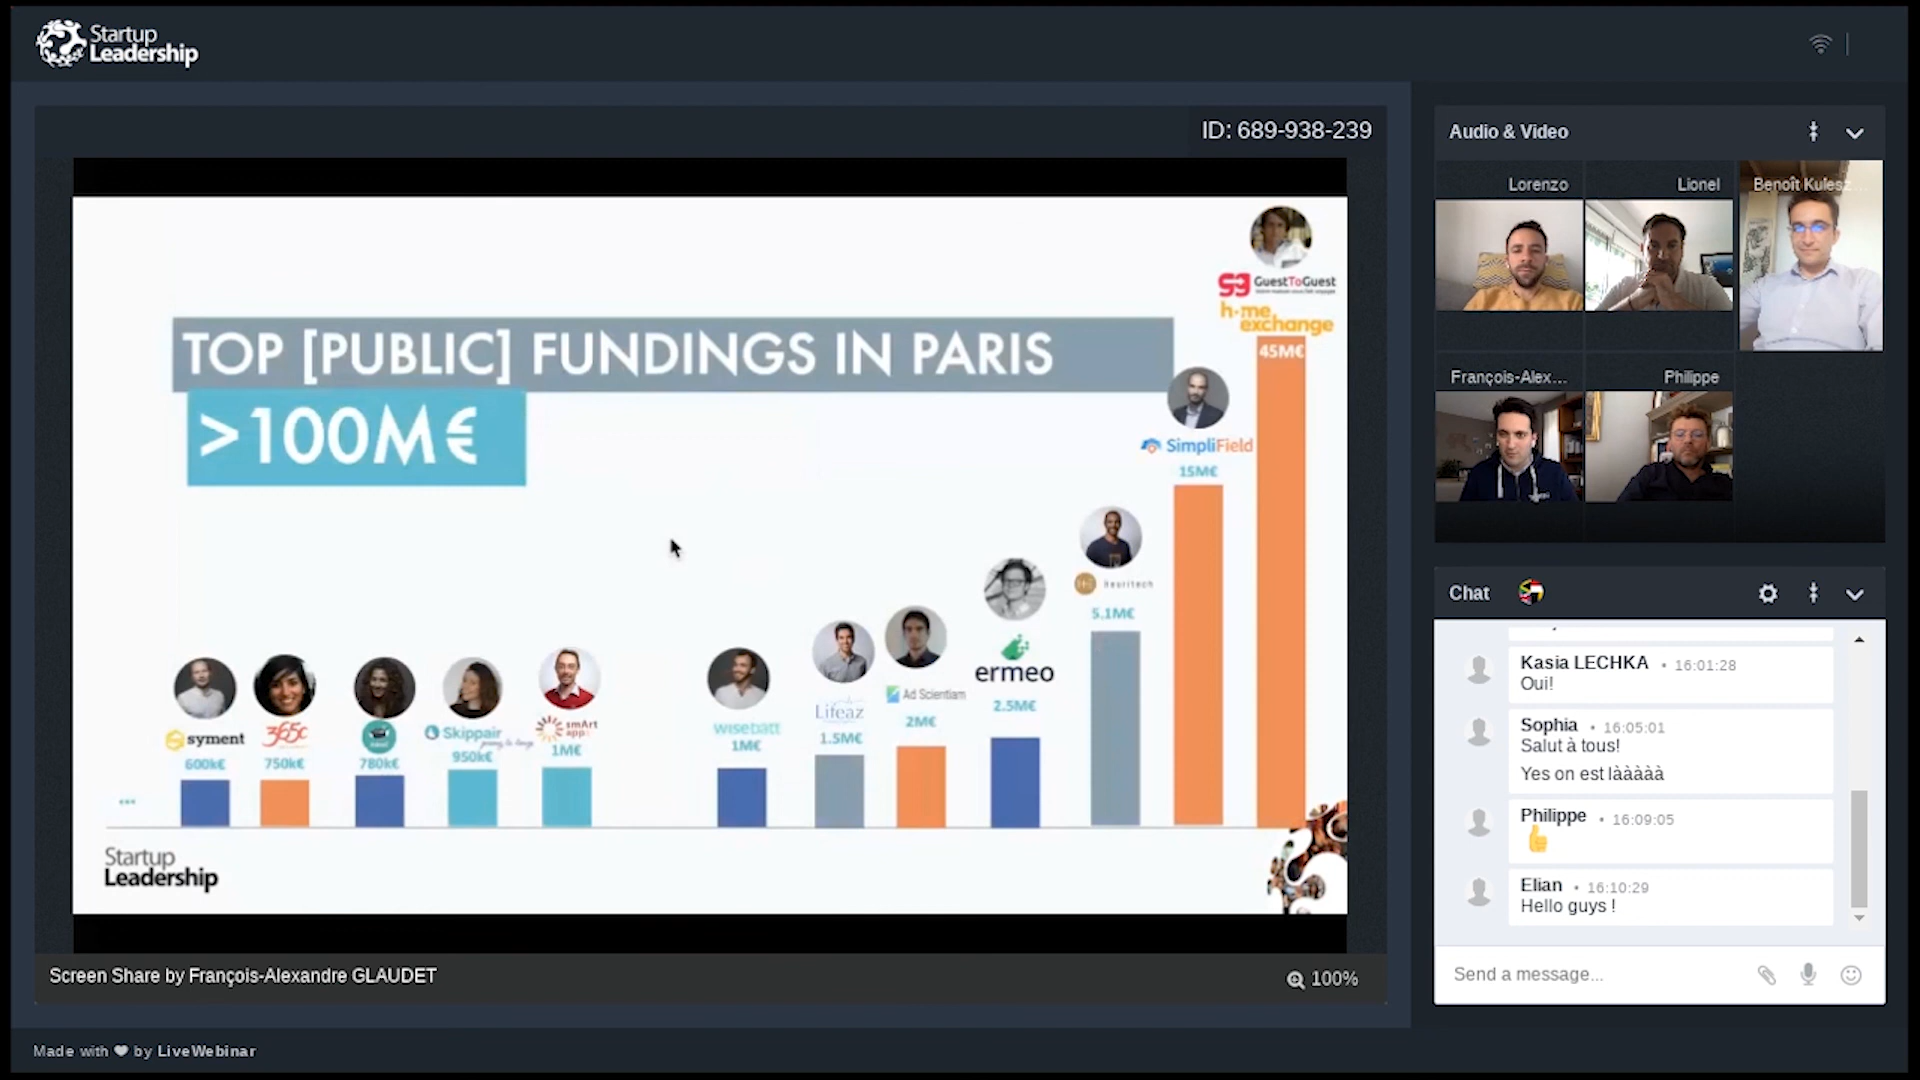 Startup
Leadership
ID: 689-938-239
TOP [PUBLIC] FUNDINGS IN PARIS
>100M€
GuestToGuest
home
exchange
45M€
SimpliField
15M€
heuritech
5.1M€
ermeo
2.5M€
Ad Scientiam
2M€
Lifeaz
1.5M€
wisebatt
1M€
smArt
apps
1M€
Skippair
950k€
780k€
365c
750k€
syment
600k€
...
Startup
Leadership
Screen Share by François-Alexandre GLAUDET
100%
Audio & Video
Lorenzo
Lionel
Benoît Kulesz...
François-Alex...
Philippe
Chat
Kasia LECHKA • 16:01:28
Oui!
Sophia • 16:05:01
Salut à tous!
Yes on est lààààà
Philippe • 16:09:05
Elian • 16:10:29
Hello guys !
Send a message...
Made with ❤ by LiveWebinar